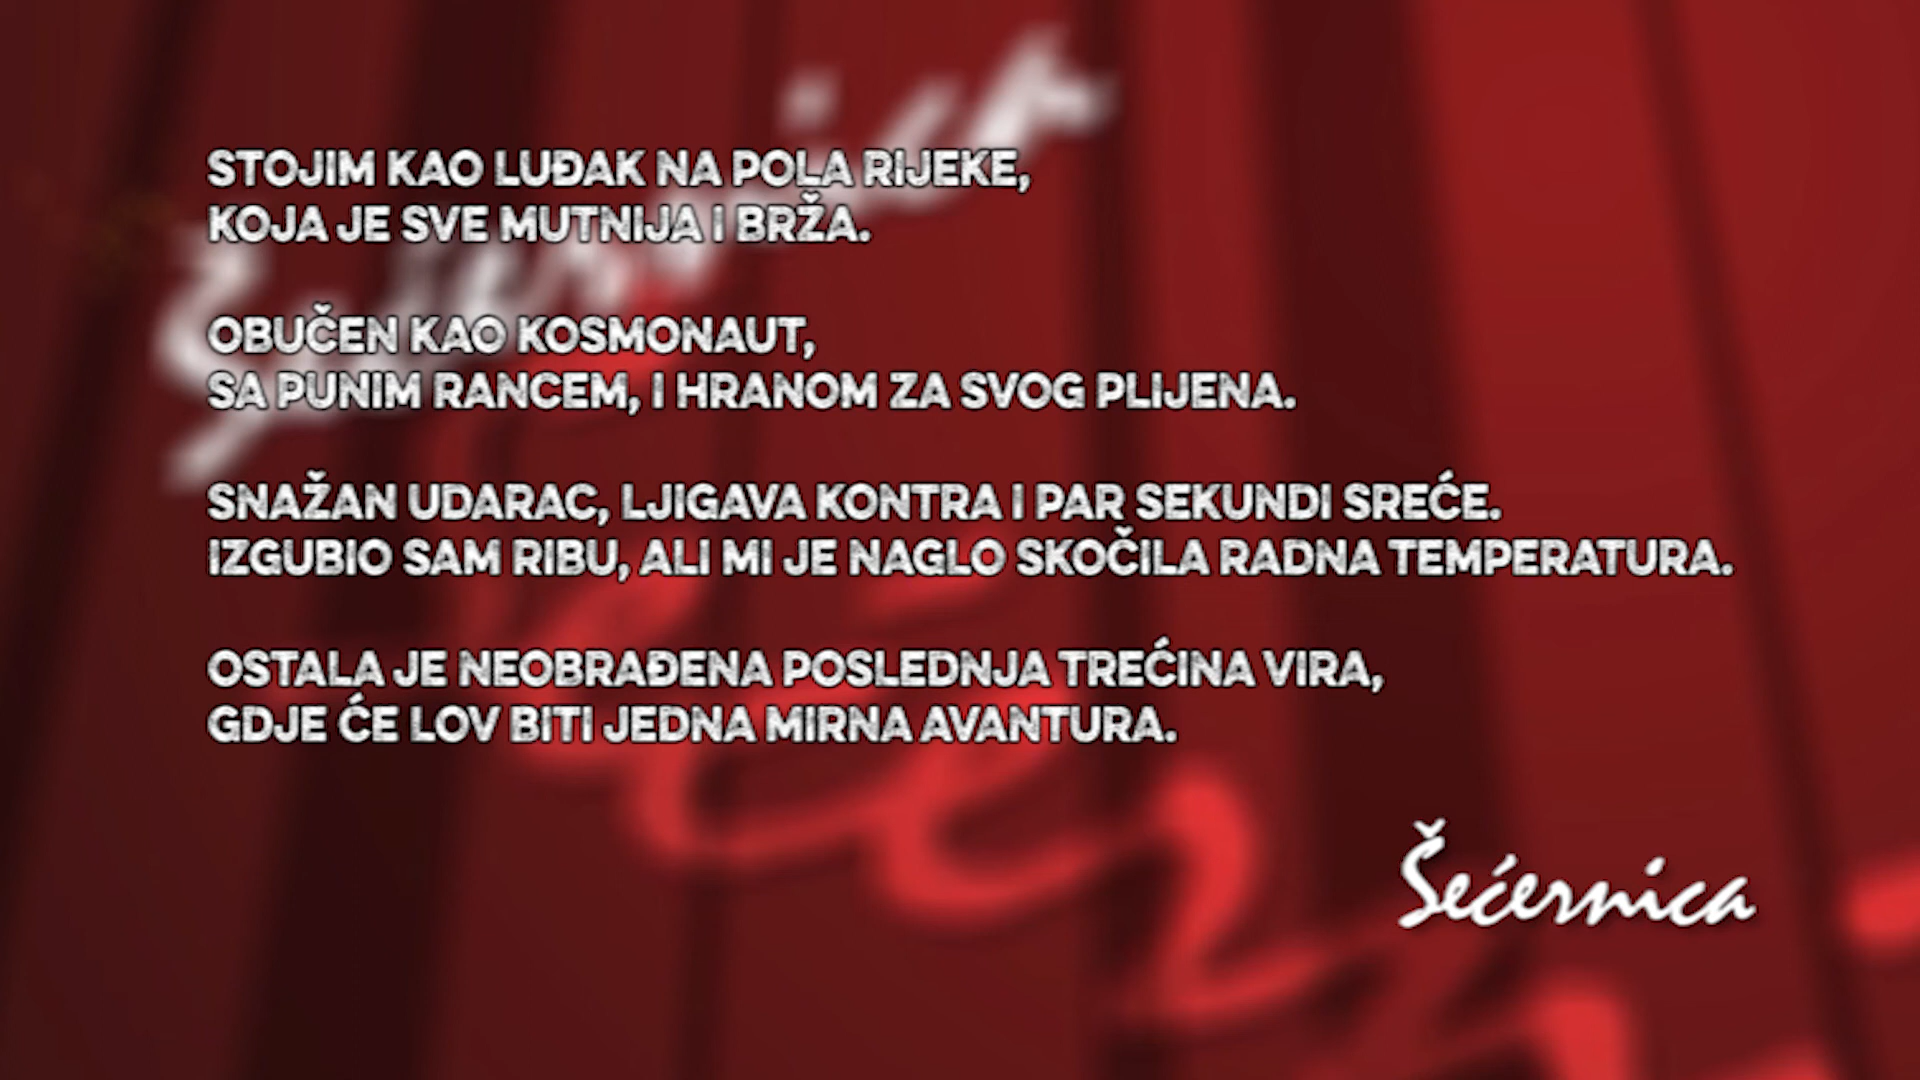 STOJIM KAO LUĐAK NA POLA RIJEKE,
KOJA JE SVE MUTNIJA I BRŽA.
OBUČEN KAO KOSMONAUT,
SA PUNIM RANCEM, I HRANOM ZA SVOG PLIJENA.
SNAŽAN UDARAC, LJIGAVA KONTRA I PAR SEKUNDI SREĆE.
IZGUBIO SAM RIBU, ALI MI JE NAGLO SKOČILA RADNA TEMPERATURA.
OSTALA JE NEOBRAĐENA POSLEDNJA TREĆINA VIRA,
GDJE ĆE LOV BITI JEDNA MIRNA AVANTURA.
Šećernica